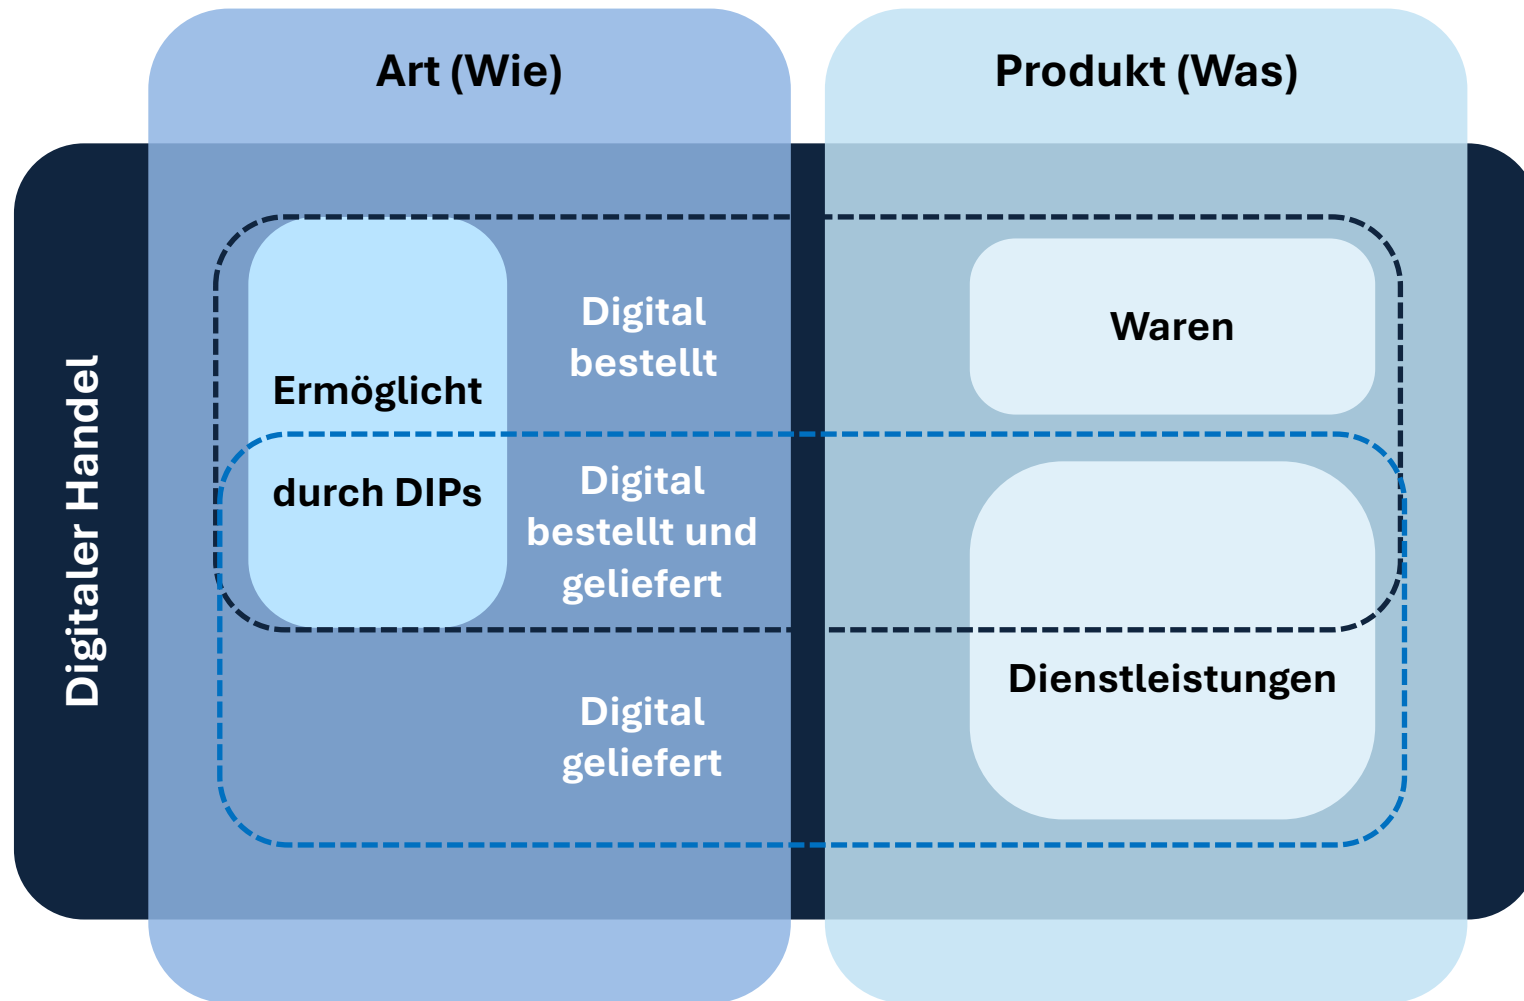 Art (Wie)
Produkt (Was)
Digitaler Handel
Ermöglicht
durch DIPs
Digital
bestellt
Digital
bestellt und
geliefert
Digital
geliefert
Waren
Dienstleistungen